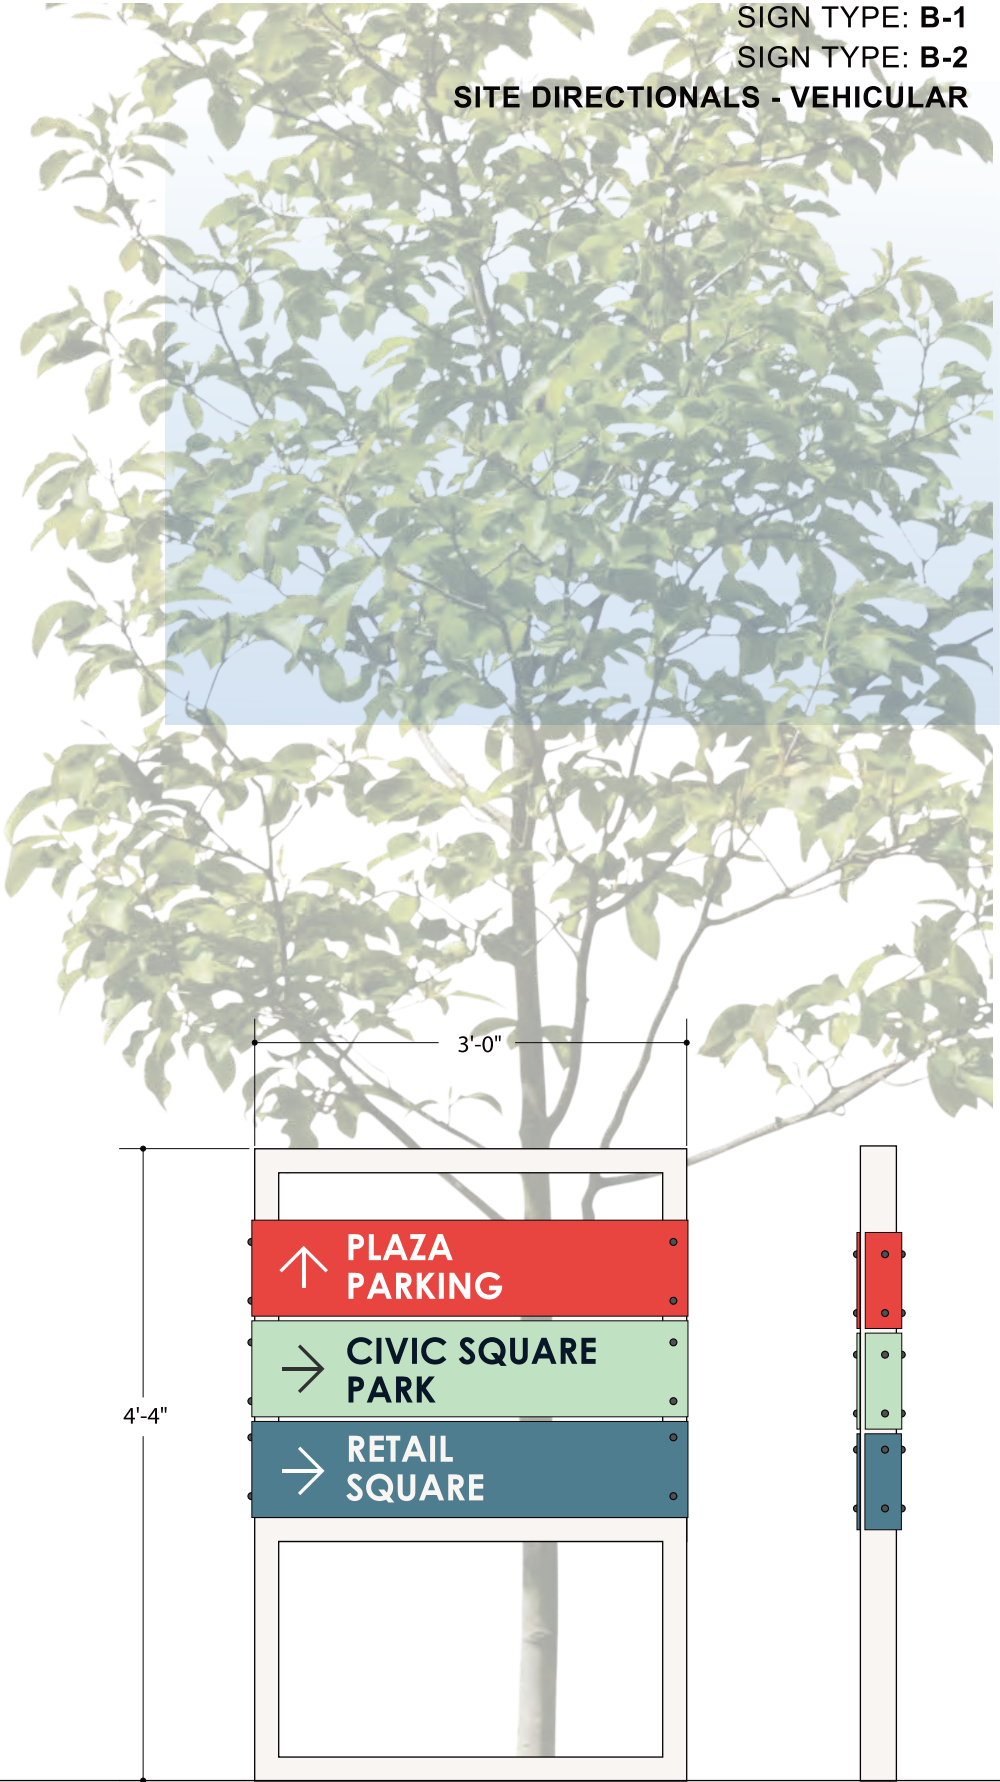 SIGN TYPE: B-1
SIGN TYPE: B-2
SITE DIRECTIONALS - VEHICULAR
3'-0"
4'-4"
PLAZA
PARKING
CIVIC SQUARE
PARK
RETAIL
SQUARE